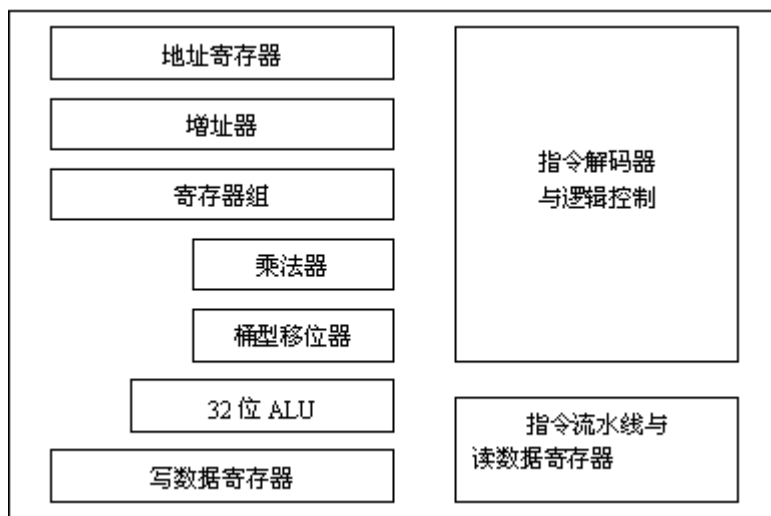 地址寄存器
增址器
寄存器组
乘法器
桶型移位器
32位 ALU
写数据寄存器
指令解码器
与逻辑控制
指令流水线与
读数据寄存器